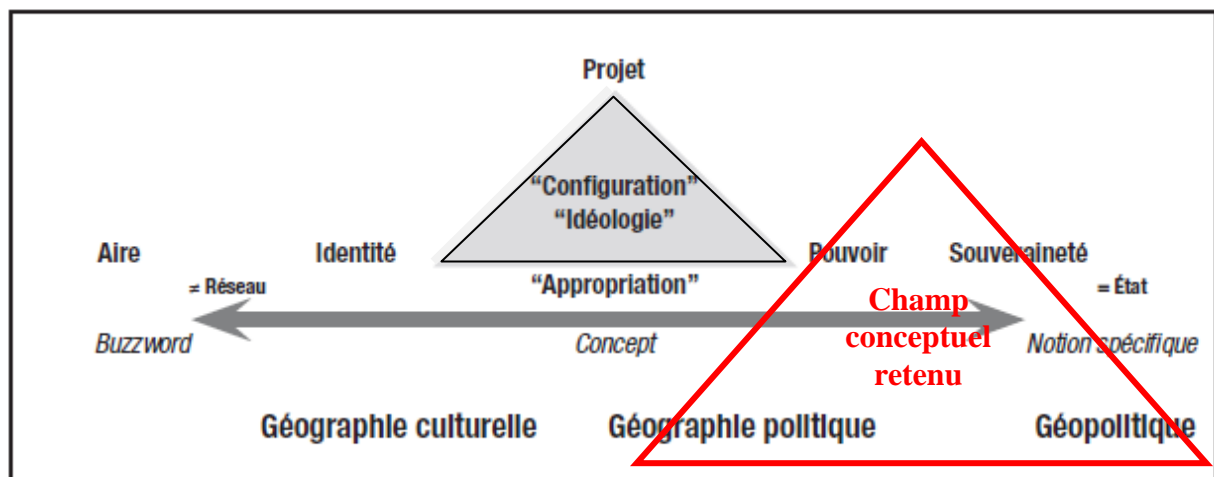 Projet
“Configuration”
“Idéologie”
Aire
Identité
Pouvoir
Souveraineté
≠ Réseau
“Appropriation”
= État
Champ
conceptuel
retenu
Buzzword
Concept
Notion spécifique
Géographie culturelle
Géographie politique
Géopolitique